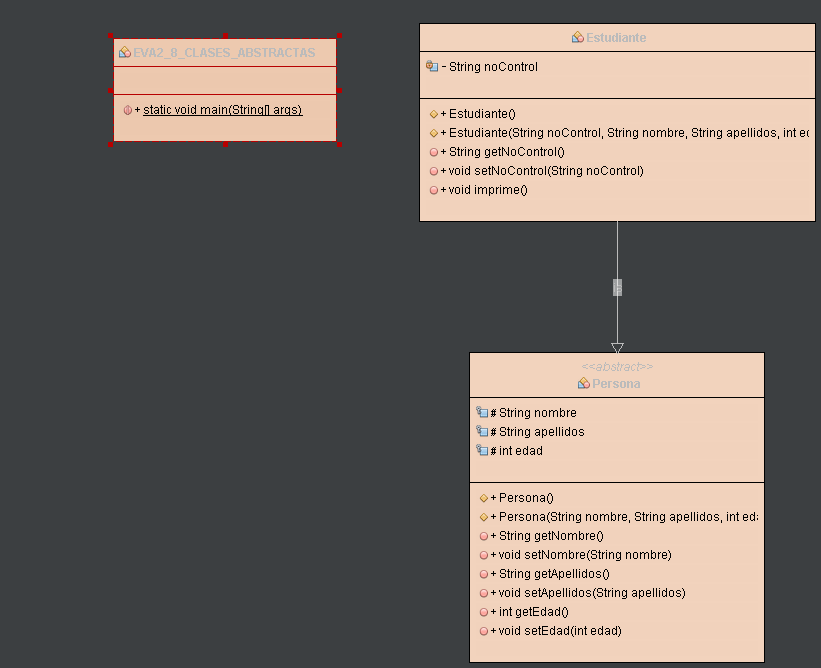 EVA2_8_CLASES_ABSTRACTAS
+ static void main(String[] args)
Estudiante
- String noControl
+ Estudiante()
+ Estudiante(String noControl, String nombre, String apellidos, int
+ String getNoControl()
+ void setNoControl(String noControl)
+ void imprime()
<<abstract>>
Persona
# String nombre
# String apellidos
# int edad
+ Persona()
+ Persona(String nombre, String apellidos, int
+ String getNombre()
+ void setNombre(String nombre)
+ String getApellidos()
+ void setApellidos(String apellidos)
+ int getEdad()
+ void setEdad(int edad)